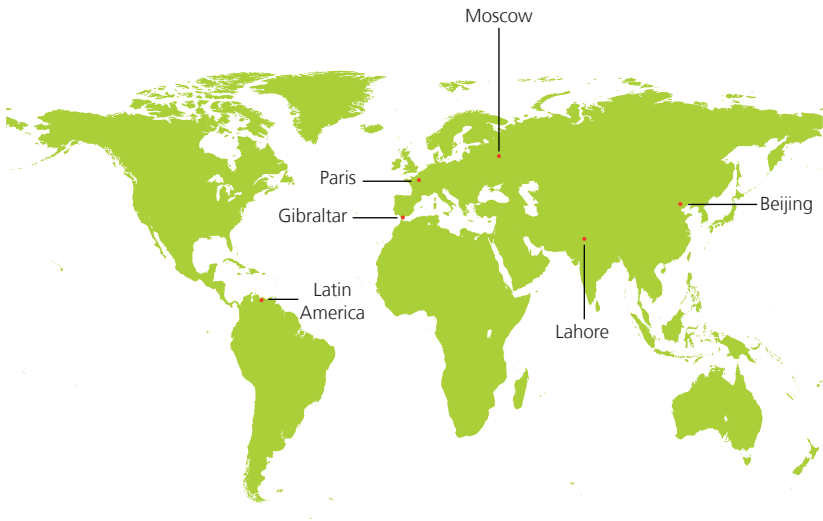 Moscow
Paris
Gibraltar
Beijing
Latin
America
Lahore